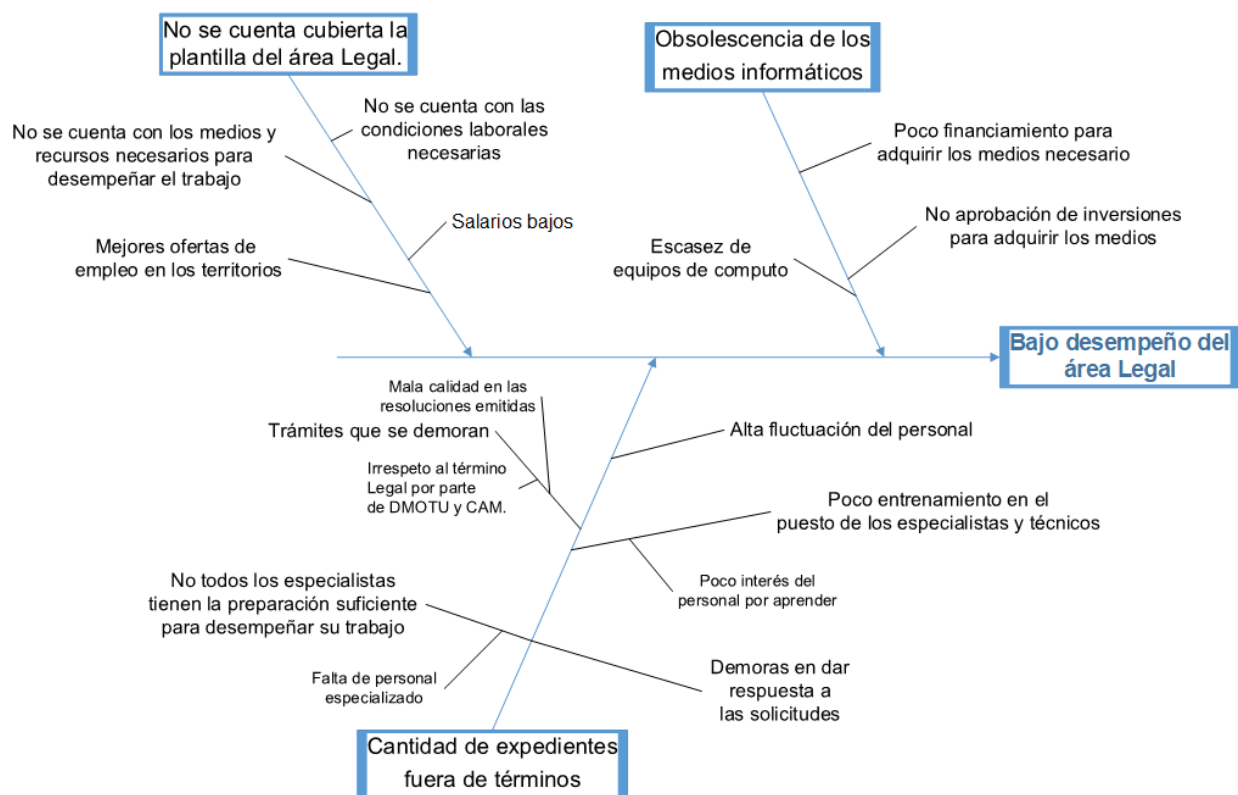 No se cuenta cubierta la
plantilla del área Legal.
Obsolescencia de los
medios informáticos
No se cuenta con las
condiciones laborales
necesarias
No se cuenta con los medios y
recursos necesarios para
desempeñar el trabajo
Poco financiamiento para
adquirir los medios necesario
Salarios bajos
No aprobación de inversiones
para adquirir los medios
Mejores ofertas de
empleo en los territorios
Escasez de
equipos de computo
Bajo desempeño del
área Legal
Mala calidad en las
resoluciones emitidas
Trámites que se demoran
Alta fluctuación del personal
Irrespeto al término
Legal por parte
de DMOTU y CAM.
Poco entrenamiento en el
puesto de los especialistas y técnicos
Poco interés del
personal por aprender
No todos los especialistas
tienen la preparación suficiente
para desempeñar su trabajo
Falta de personal
especializado
Demoras en dar
respuesta a
las solicitudes
Cantidad de expedientes
fuera de términos